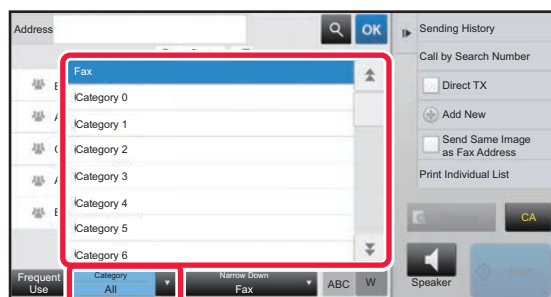 Address
OK
Fax
Category 0
Category 1
Category 2
Category 3
Category 4
Category 5
Category 6
Frequent
Use
Category
All
Narrow Down
Fax
ABC
W
Sending History
Call by Search Number
Direct TX
Add New
Send Same Image
as Fax Address
Print Individual List
CA
Speaker
Start